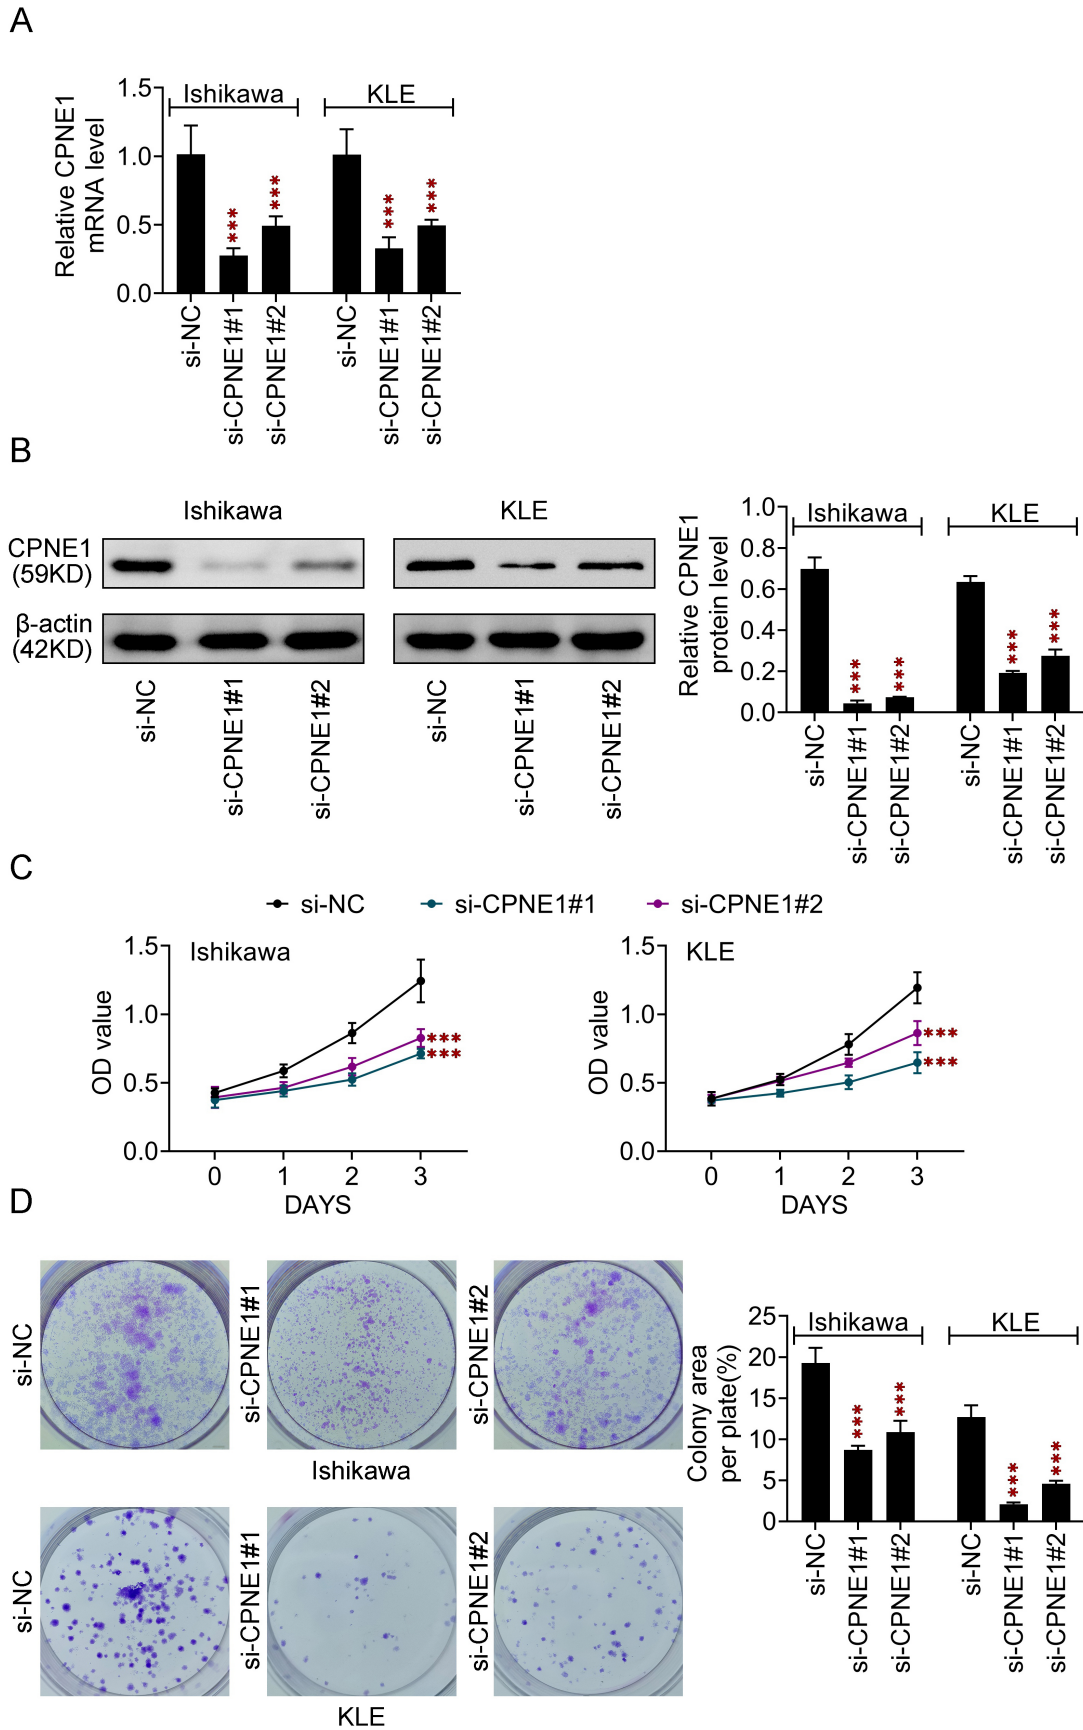 A
Relative CPNE1
mRNA level
1.5
1.0
0.5
0.0
Ishikawa
KLE
***
***
***
***
si-NC
si-CPNE1#1
si-CPNE1#2
si-NC
si-CPNE1#1
si-CPNE1#2
B
Ishikawa
KLE
CPNE1
(59KD)
β-actin
(42KD)
si-NC
si-CPNE1#1
si-CPNE1#2
si-NC
si-CPNE1#1
si-CPNE1#2
Relative CPNE1
protein level
1.0
0.8
0.6
0.4
0.2
0.0
Ishikawa
KLE
***
***
***
***
si-NC
si-CPNE1#1
si-CPNE1#2
si-NC
si-CPNE1#1
si-CPNE1#2
C
si-NC
si-CPNE1#1
si-CPNE1#2
Ishikawa
OD value
1.5
1.0
0.5
0.0
***
***
0 1 2 3
DAYS
KLE
OD value
1.5
1.0
0.5
0.0
***
***
0 1 2 3
DAYS
D
si-NC
si-CPNE1#1
si-CPNE1#2
Ishikawa
si-NC
si-CPNE1#1
si-CPNE1#2
KLE
Colony area
per plate(%)
25
20
15
10
5
0
Ishikawa
KLE
***
***
***
***
si-NC
si-CPNE1#1
si-CPNE1#2
si-NC
si-CPNE1#1
si-CPNE1#2